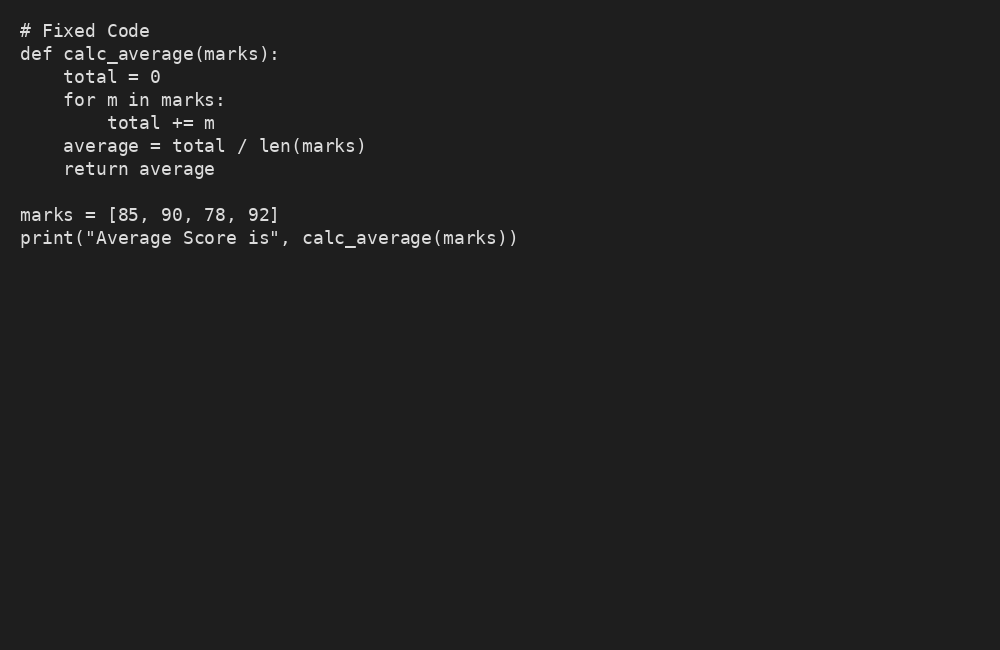 # Fixed Code
def calc_average(marks):
    total = 0
    for m in marks:
        total += m
    average = total / len(marks)
    return average

marks = [85, 90, 78, 92]
print("Average Score is", calc_average(marks))